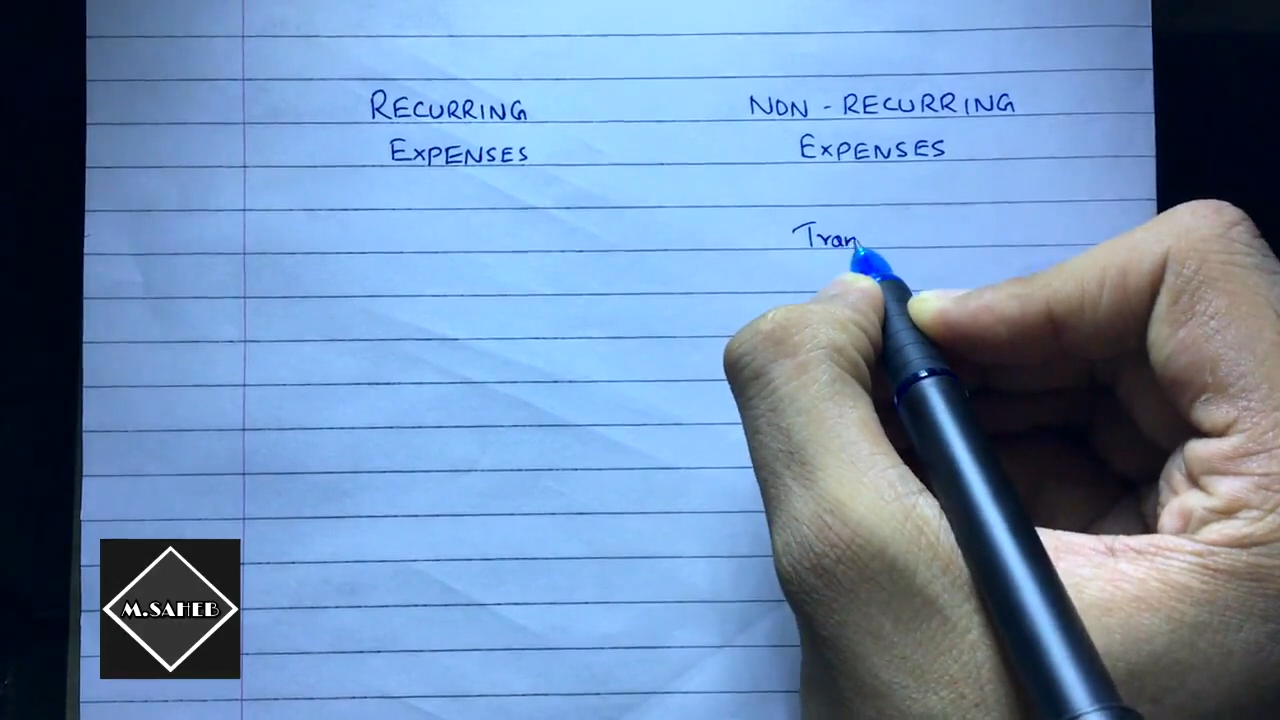 RECURRING
EXPENSES
NON - RECURRING
EXPENSES
Tran
M.SAHEB